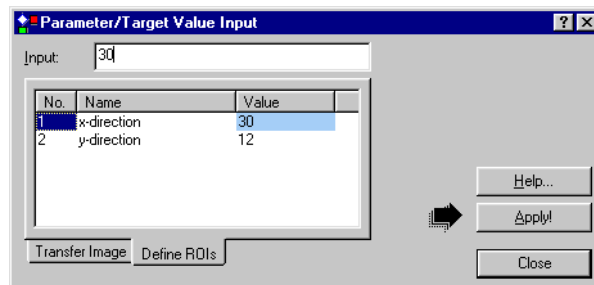 Parameter/Target Value Input
Input: 30
No. Name Value
1 x-direction 30
2 y-direction 12
Help...
Apply!
Transfer Image Define ROIs
Close